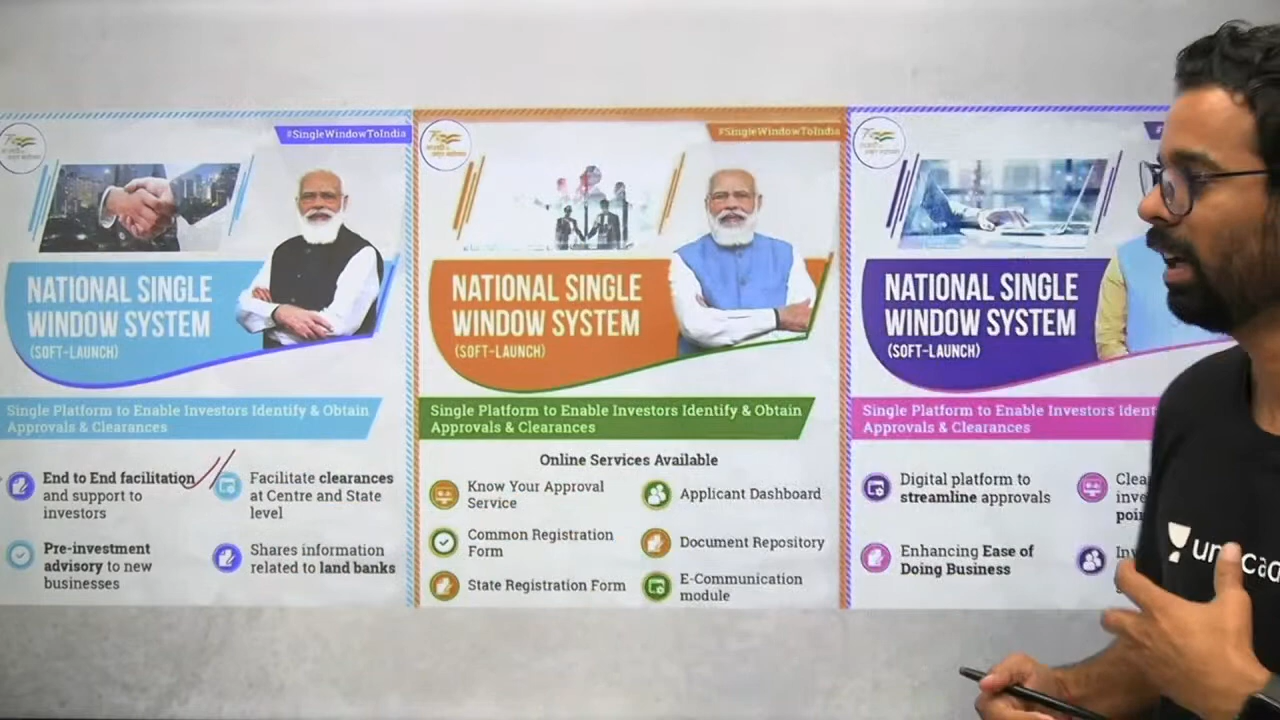 #SingleWindowToIndia
NATIONAL SINGLE
WINDOW SYSTEM
(SOFT-LAUNCH)
Single Platform to Enable Investors Identify & Obtain
Approvals & Clearances
End to End facilitation
and support to
investors
Facilitate clearances
at Centre and State
level
Pre-investment
advisory to new
businesses
Shares information
related to land banks
#SingleWindowToIndia
NATIONAL SINGLE
WINDOW SYSTEM
(SOFT-LAUNCH)
Single Platform to Enable Investors Identify & Obtain
Approvals & Clearances
Online Services Available
Know Your Approval
Service
Applicant Dashboard
Common Registration
Form
Document Repository
State Registration Form
E-Communication
module
NATIONAL SINGLE
WINDOW SYSTEM
(SOFT-LAUNCH)
Single Platform to Enable Investors
Approvals & Clearances
Digital platform to
streamline approvals
Enhancing Ease of
Doing Business